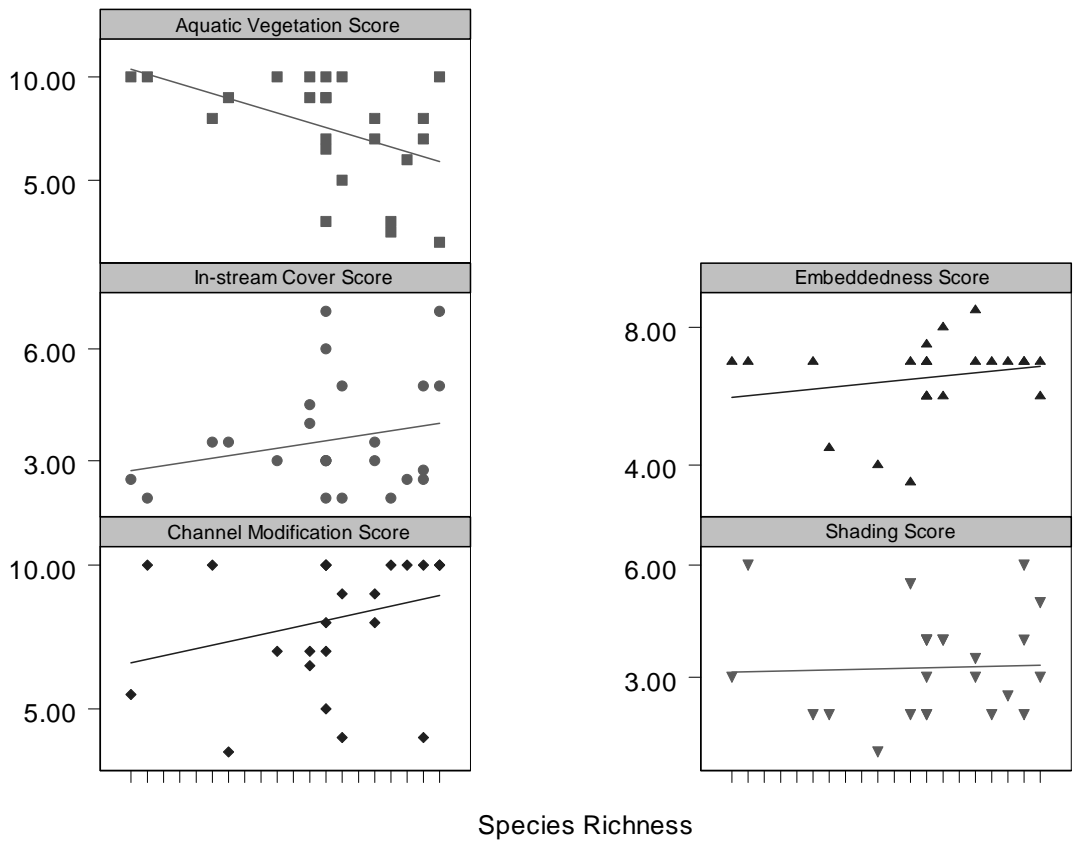 Aquatic Vegetation Score
10.00
5.00
In-stream Cover Score
6.00
3.00
Channel Modification Score
10.00
5.00
Embeddedness Score
8.00
4.00
Shading Score
6.00
3.00
Species Richness